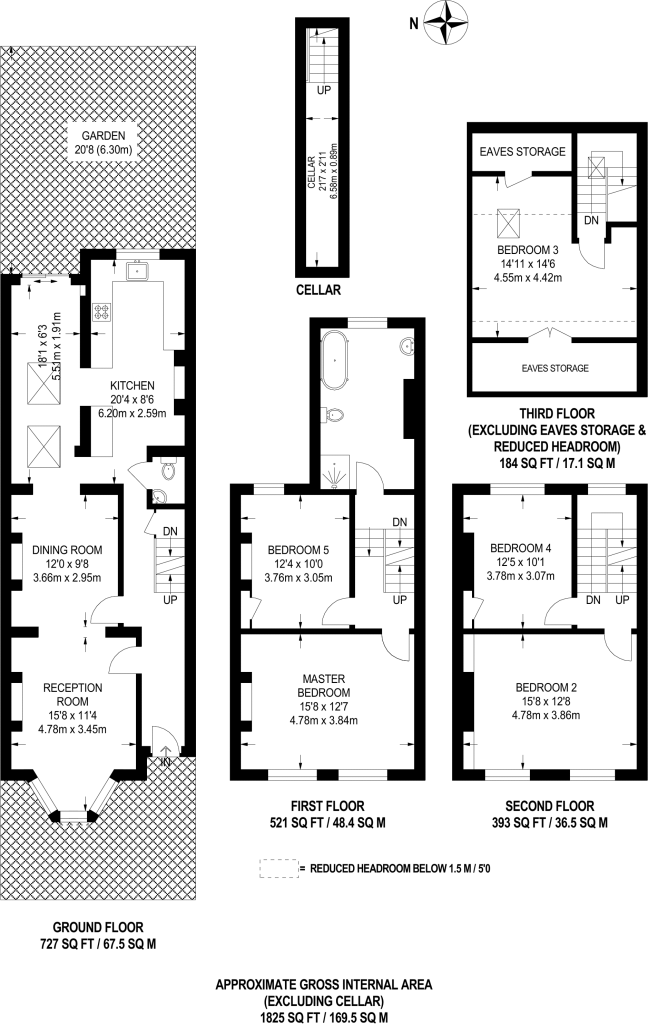 N
GARDEN
20'8 (6.30m)
18'1 x 6'3
5.51m x 1.91m
KITCHEN
20'4 x 8'6
6.20m x 2.59m
DINING ROOM
12'0 x 9'8
3.66m x 2.95m
DN
UP
RECEPTION
ROOM
15'8 x 11'4
4.78m x 3.45m
IN
GROUND FLOOR
727 SQ FT / 67.5 SQ M
UP
CELLAR
21'7 x 2'11
6.58m x 0.89m
CELLAR
DN
BEDROOM 5
12'4 x 10'0
3.76m x 3.05m
UP
MASTER
BEDROOM
15'8 x 12'7
4.78m x 3.84m
FIRST FLOOR
521 SQ FT / 48.4 SQ M
EAVES STORAGE
DN
BEDROOM 3
14'11 x 14'6
4.55m x 4.42m
EAVES STORAGE
THIRD FLOOR
(EXCLUDING EAVES STORAGE &
REDUCED HEADROOM)
184 SQ FT / 17.1 SQ M
BEDROOM 4
12'5 x 10'1
3.78m x 3.07m
DN
UP
BEDROOM 2
15'8 x 12'8
4.78m x 3.86m
SECOND FLOOR
393 SQ FT / 36.5 SQ M
= REDUCED HEADROOM BELOW 1.5 M / 5'0
APPROXIMATE GROSS INTERNAL AREA
(EXCLUDING CELLAR)
1825 SQ FT / 169.5 SQ M